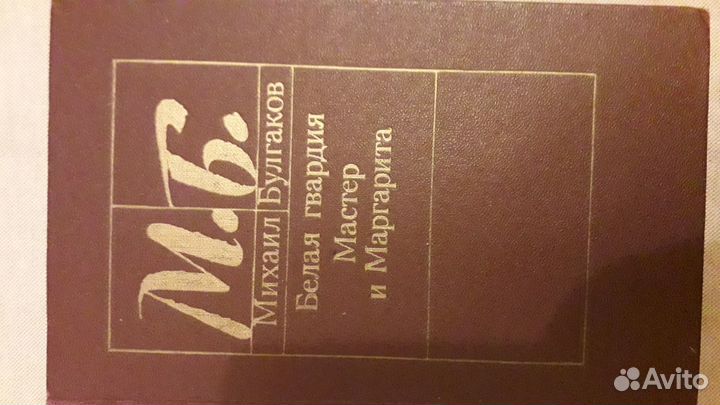 М.Б.
Михаил Булгаков
Белая гвардия
Мастер
и Маргарита
Avito